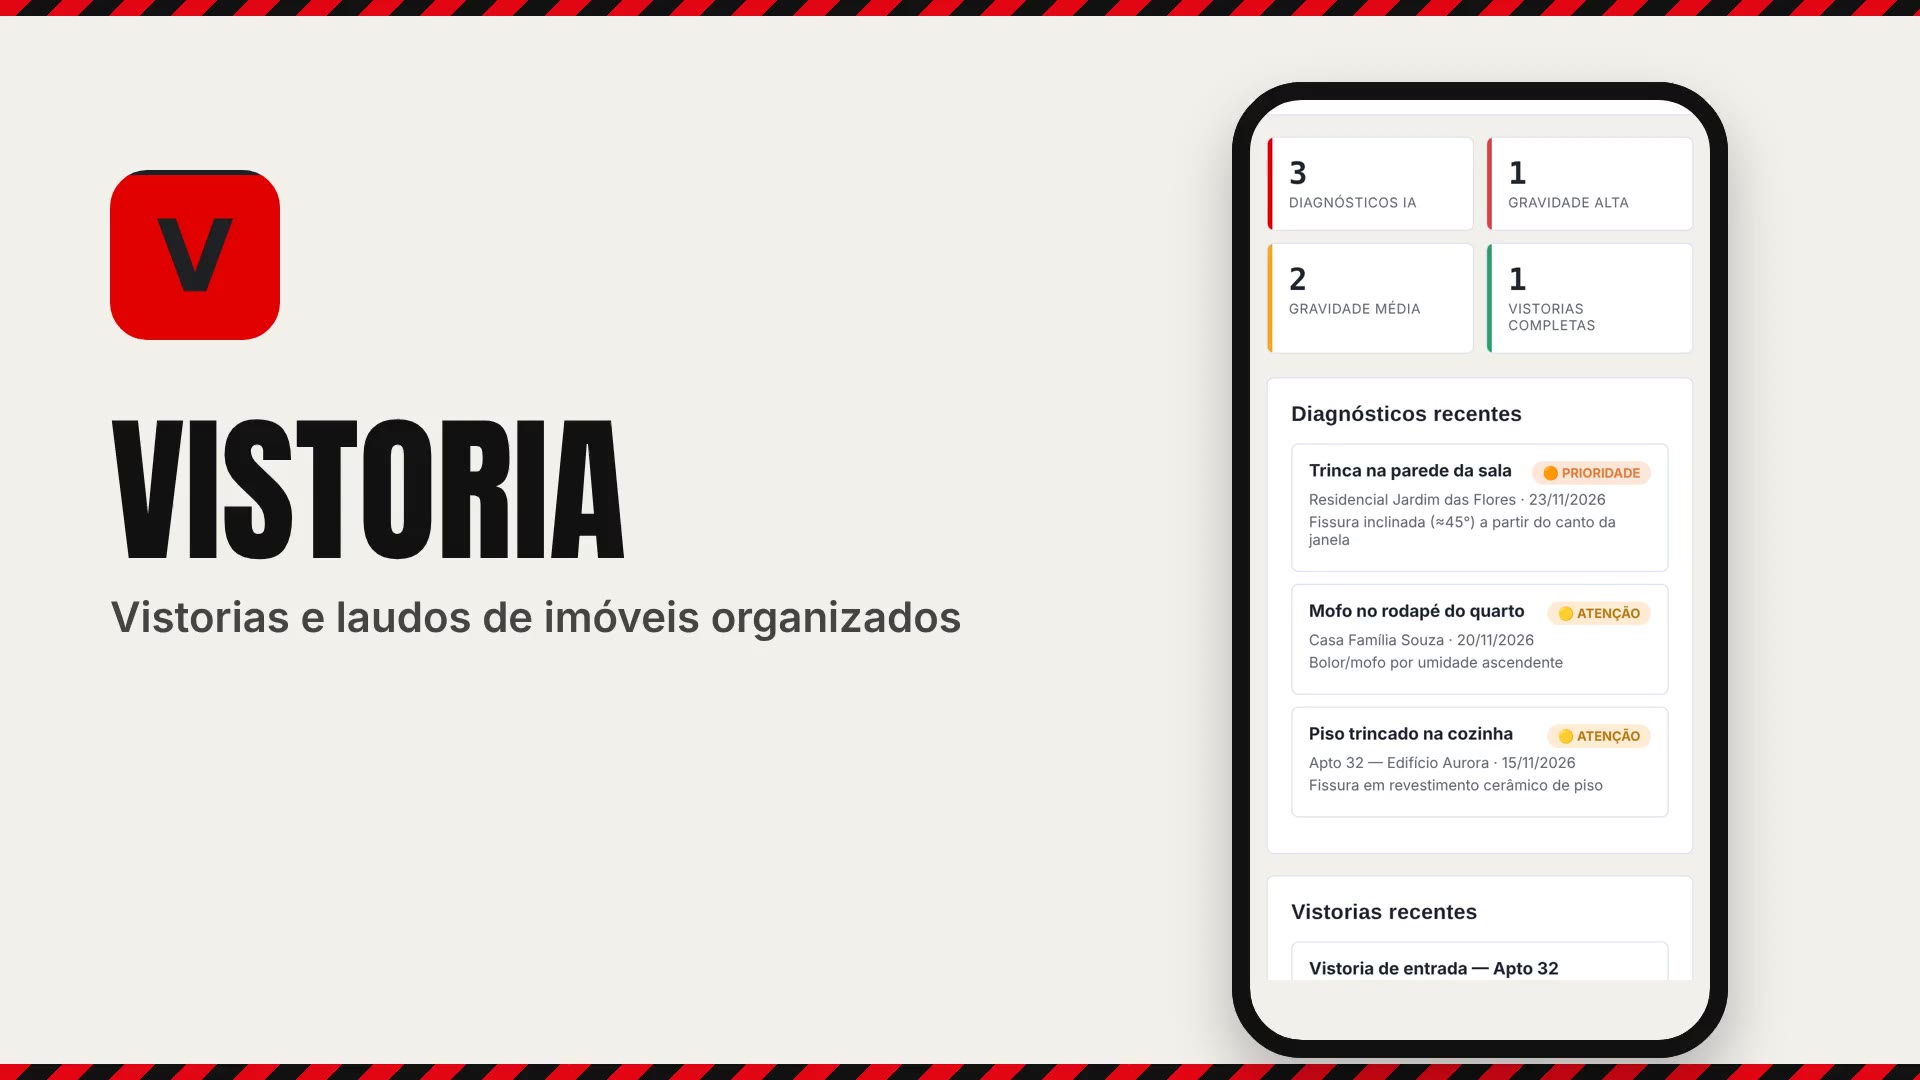 V
VISTORIA
Vistorias e laudos de imóveis organizados
3
DIAGNÓSTICOS IA
1
GRAVIDADE ALTA
2
GRAVIDADE MÉDIA
1
VISTORIAS
COMPLETAS
Diagnósticos recentes
Trinca na parede da sala
PRIORIDADE
Residencial Jardim das Flores · 23/11/2026
Fissura inclinada (≈45°) a partir do canto da
janela
Mofo no rodapé do quarto
ATENÇÃO
Casa Família Souza · 20/11/2026
Bolor/mofo por umidade ascendente
Piso trincado na cozinha
ATENÇÃO
Apto 32 — Edifício Aurora · 15/11/2026
Fissura em revestimento cerâmico de piso
Vistorias recentes
Vistoria de entrada — Apto 32